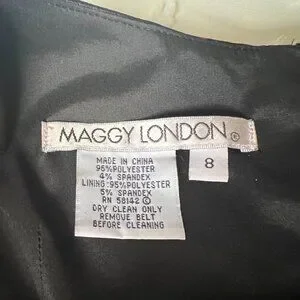 MAGGY LONDON ®
8
MADE IN CHINA
96%POLYESTER
4% SPANDEX
LINING:95%POLYESTER
5% SPANDEX
RN 58142 ©
DRY CLEAN ONLY
REMOVE BELT
BEFORE CLEANING